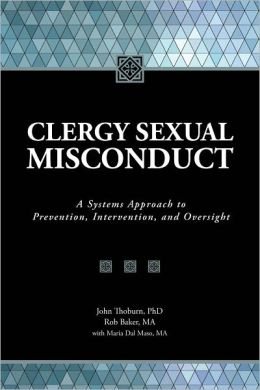 CLERGY SEXUAL
MISCONDUCT
A Systems Approach to
Prevention, Intervention, and Oversight
John Thoburn, PhD
Rob Baker, MA
with Maria Dal Maso, MA